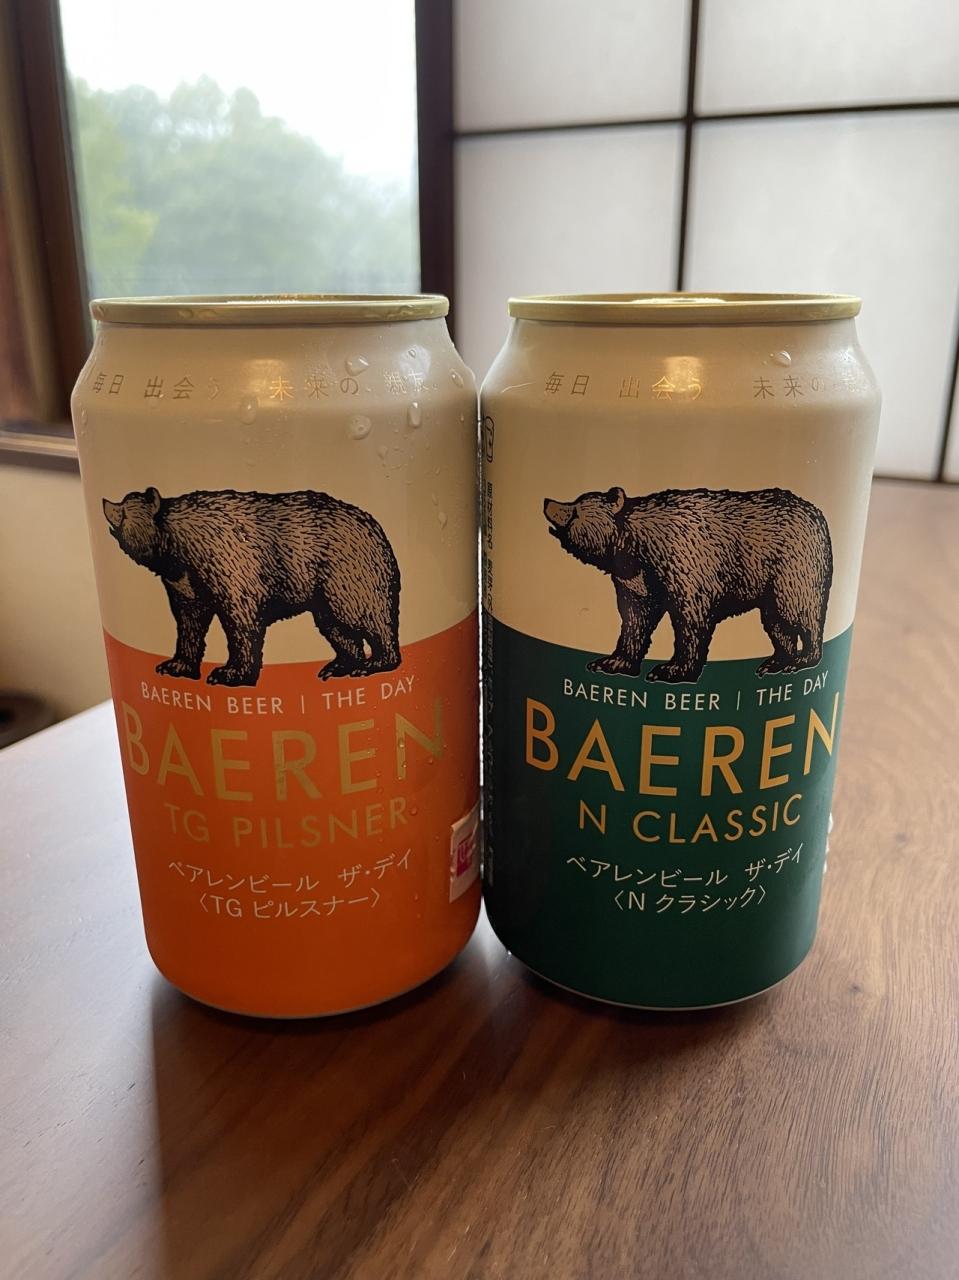 毎日 出会う 未来の 親友
BAEREN BEER | THE DAY
BAEREN
TG PILSNER
ベアレンビール ザ・デイ
〈TG ピルスナー〉
毎日 出会う 未来の
BAEREN BEER | THE DAY
BAEREN
N CLASSIC
ベアレンビール ザ・デイ
〈N クラシック〉